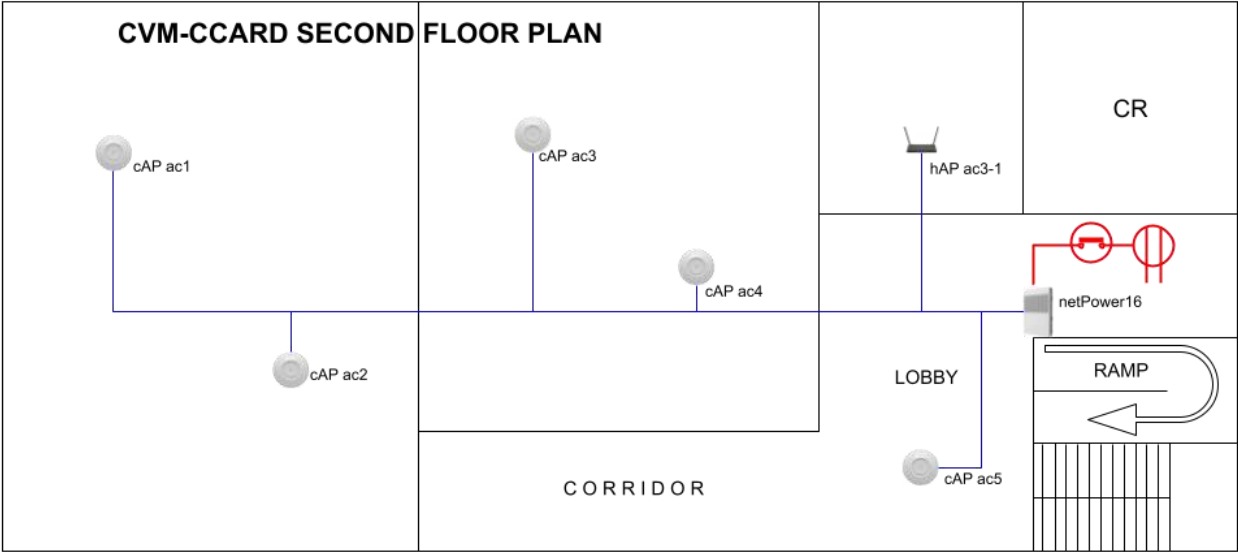 CVM-CCARD SECOND FLOOR PLAN
CR
cAP ac1
cAP ac3
hAP ac3-1
cAP ac4
netPower16
cAP ac2
LOBBY
RAMP
CORRIDOR
cAP ac5